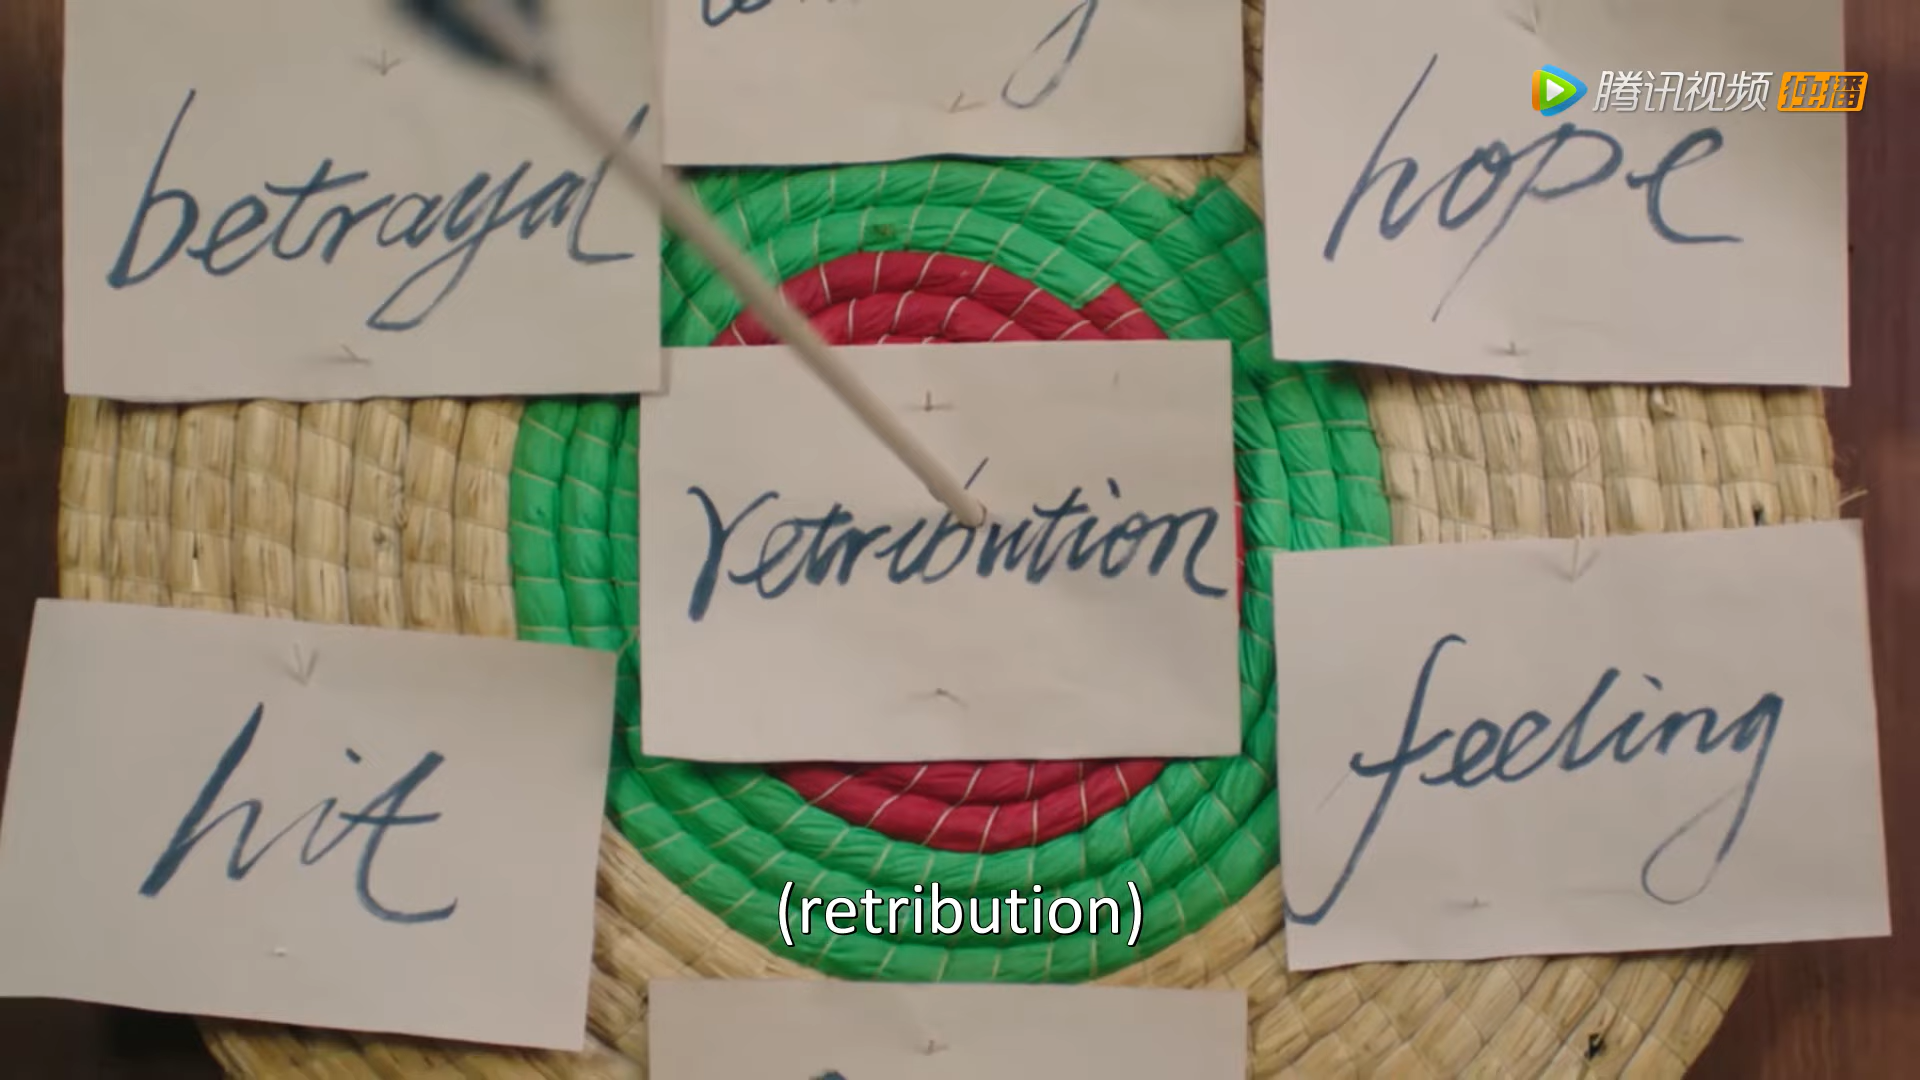 腾讯视频 独播
betrayal
hope
retribution
hit
feeling
(retribution)